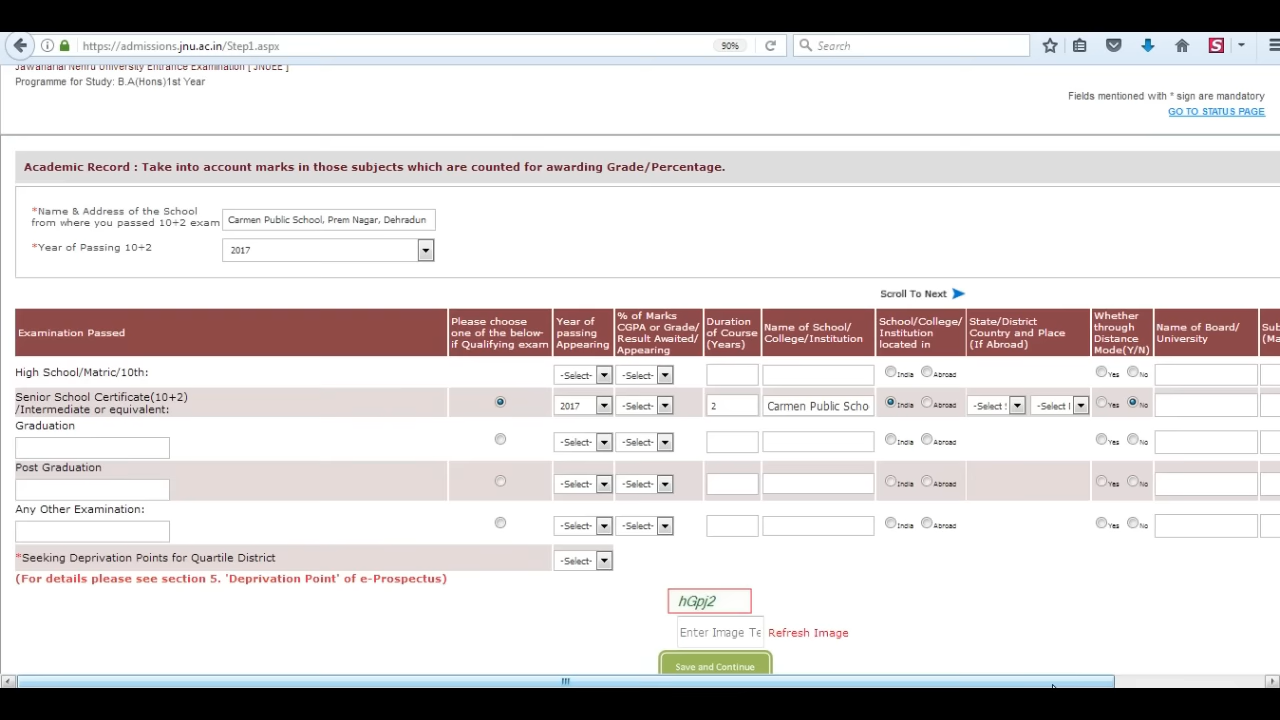 https://admissions.jnu.ac.in/Step1.aspx
90%
Search
Jawaharlal Nehru University Entrance Examination [ JNUEE ]
Programme for Study: B.A(Hons)1st Year
Fields mentioned with * sign are mandatory
GO TO STATUS PAGE
Academic Record : Take into account marks in those subjects which are counted for awarding Grade/Percentage.
*Name & Address of the School
from where you passed 10+2 exam
Carmen Public School, Prem Nagar, Dehradun
*Year of Passing 10+2
2017
Scroll To Next
Examination Passed
Please choose
one of the below-
if Qualifying exam
Year of
passing
Appearing
% of Marks
CGPA or Grade/
Result Awaited/
Appearing
Duration
of Course
(Years)
Name of School/
College/Institution
School/College/
Institution
located in
State/District
Country and Place
(If Abroad)
Whether
through
Distance
Mode(Y/N)
Name of Board/
University
Sub
(Ma
High School/Matric/10th:
-Select- -Select- India Abroad Yes No
Senior School Certificate(10+2)
/Intermediate or equivalent:
2017 -Select- 2 Carmen Public Scho India Abroad -Select -Select Yes No
Graduation
-Select- -Select- India Abroad Yes No
Post Graduation
-Select- -Select- India Abroad Yes No
Any Other Examination:
-Select- -Select- India Abroad Yes No
*Seeking Deprivation Points for Quartile District
-Select-
(For details please see section 5. 'Deprivation Point' of e-Prospectus)
hGpj2
Enter Image Te
Refresh Image
Save and Continue